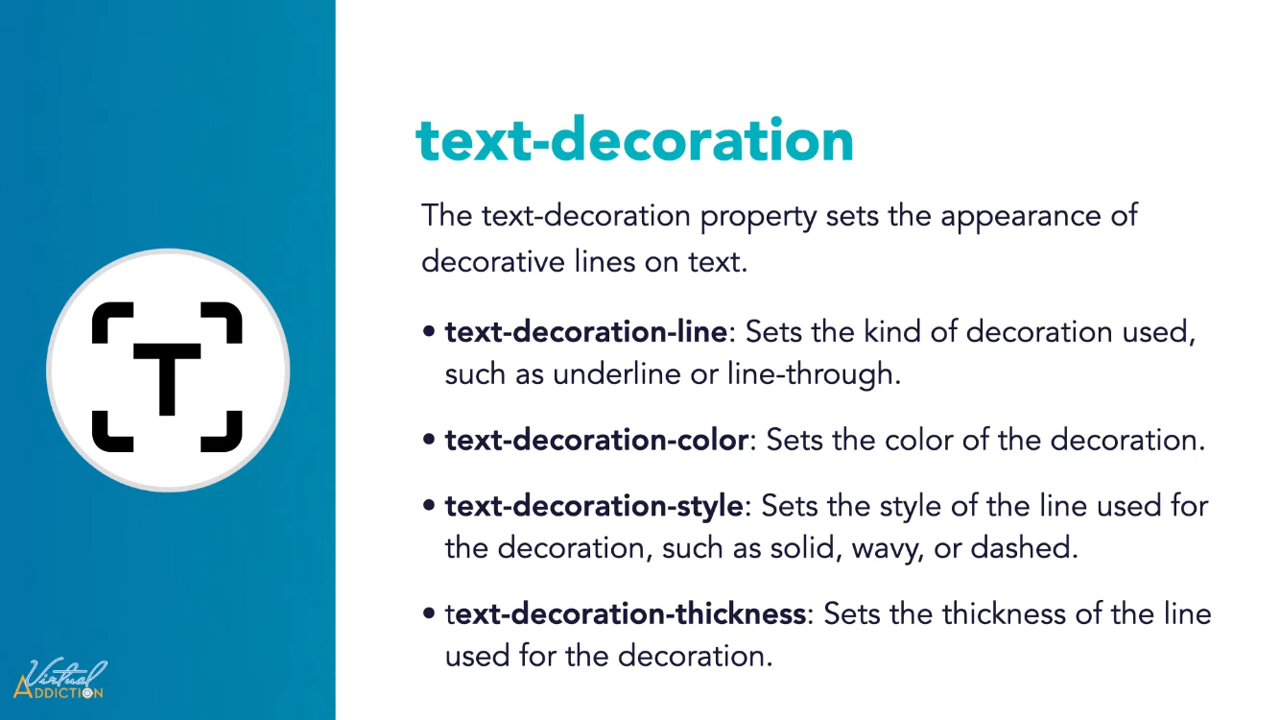 text-decoration
The text-decoration property sets the appearance of
decorative lines on text.
• text-decoration-line: Sets the kind of decoration used,
such as underline or line-through.
• text-decoration-color: Sets the color of the decoration.
• text-decoration-style: Sets the style of the line used for
the decoration, such as solid, wavy, or dashed.
• text-decoration-thickness: Sets the thickness of the line
used for the decoration.
T
Virtual
ADDICTION